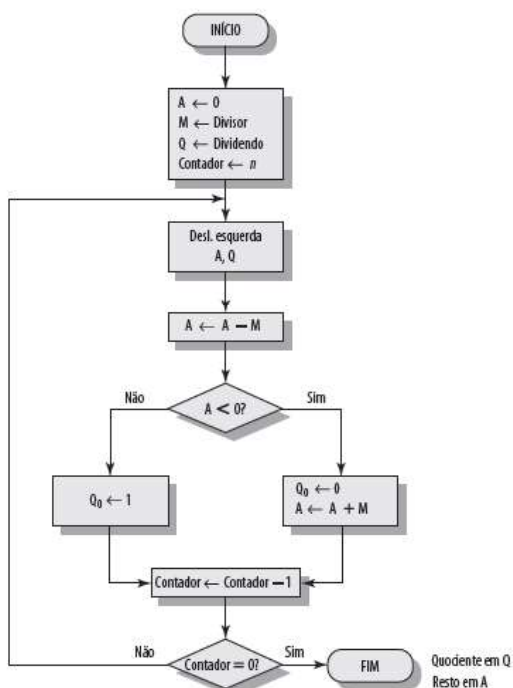 INÍCIO
A ← 0
M ← Divisor
Q ← Dividendo
Contador ← n
Desl. esquerda
A, Q
A ← A − M
Não
A < 0?
Sim
Q₀ ← 1
Q₀ ← 0
A ← A + M
Contador ← Contador − 1
Não
Contador = 0?
Sim
FIM
Quociente em Q
Resto em A